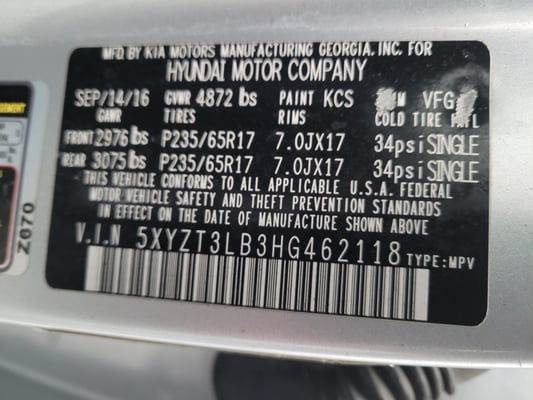 MFD BY KIA MOTORS MANUFACTURING GEORGIA, INC. FOR
HYUNDAI MOTOR COMPANY
SEP/14/16 GVWR 4872 lbs PAINT KCS VFG
GAWR TIRES RIMS COLD TIRE
FRONT 2976 lbs P235/65R17 7.0JX17 34psi SINGLE
REAR 3075 lbs P235/65R17 7.0JX17 34psi SINGLE
THIS VEHICLE CONFORMS TO ALL APPLICABLE U.S.A. FEDERAL
MOTOR VEHICLE SAFETY AND THEFT PREVENTION STANDARDS
IN EFFECT ON THE DATE OF MANUFACTURE SHOWN ABOVE
V.I.N 5XYZT3LB3HG462118 TYPE:MPV
Z070